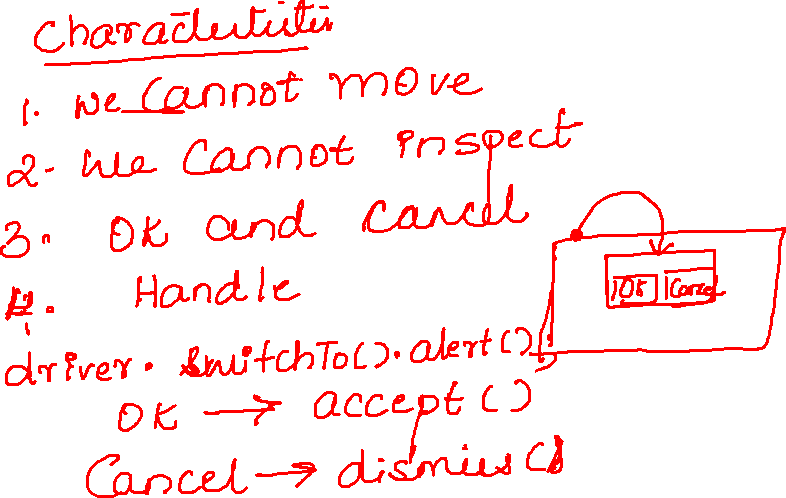 Charactutistis
1. We Cannot move
2. We Cannot inspect
3. OK and Cancel
4. Handle
OK Cancel
driver. switchTo().alert();
OK → accept ()
Cancel → dismiss ()